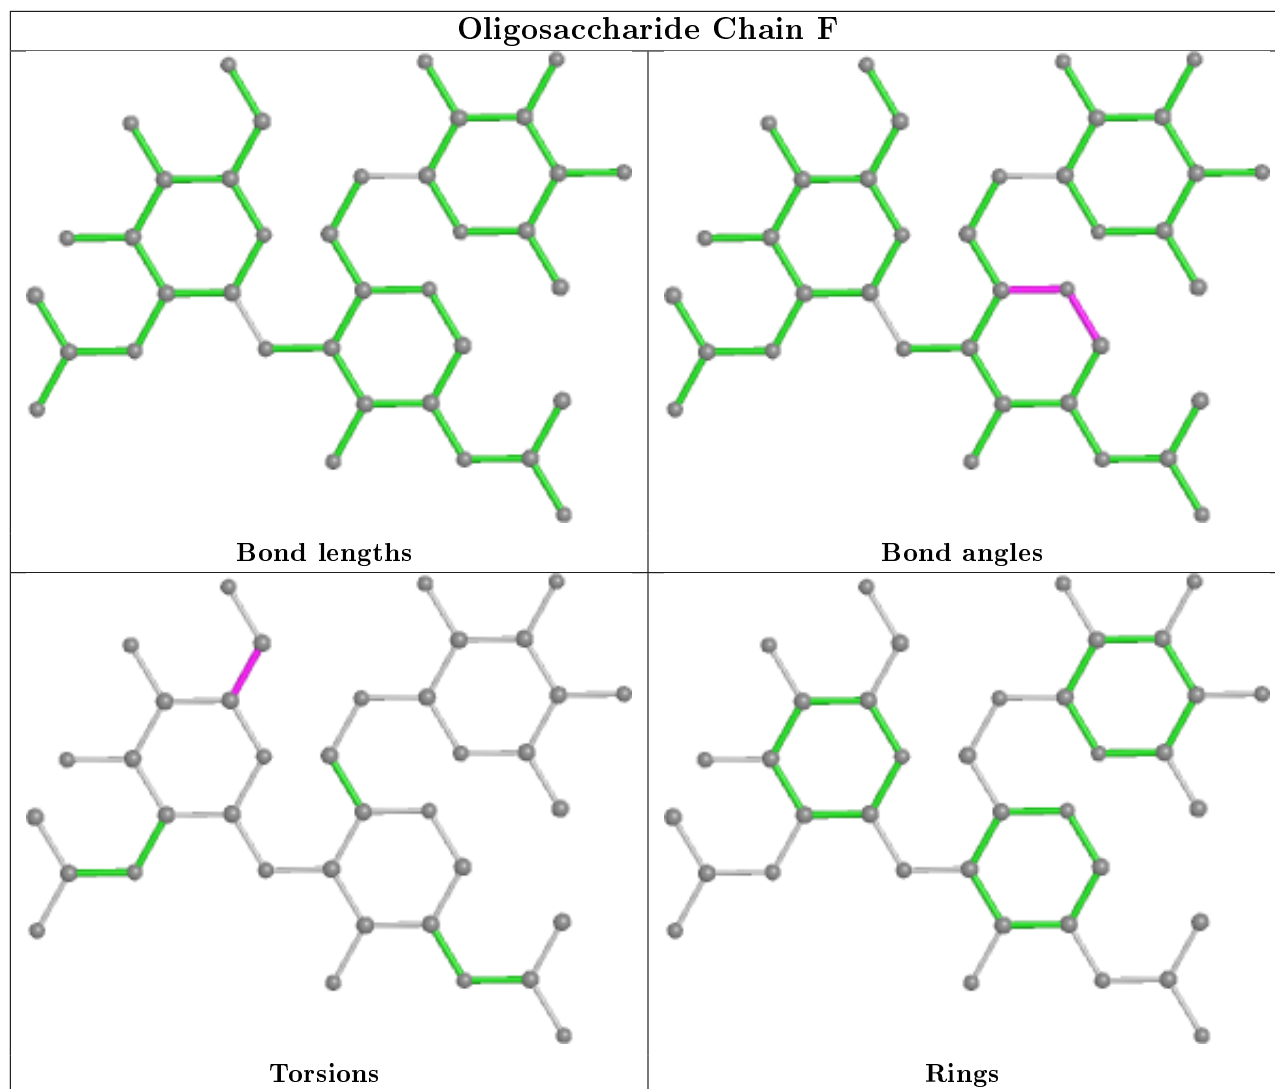 Oligosaccharide Chain F
Bond lengths
Bond angles
Torsions
Rings